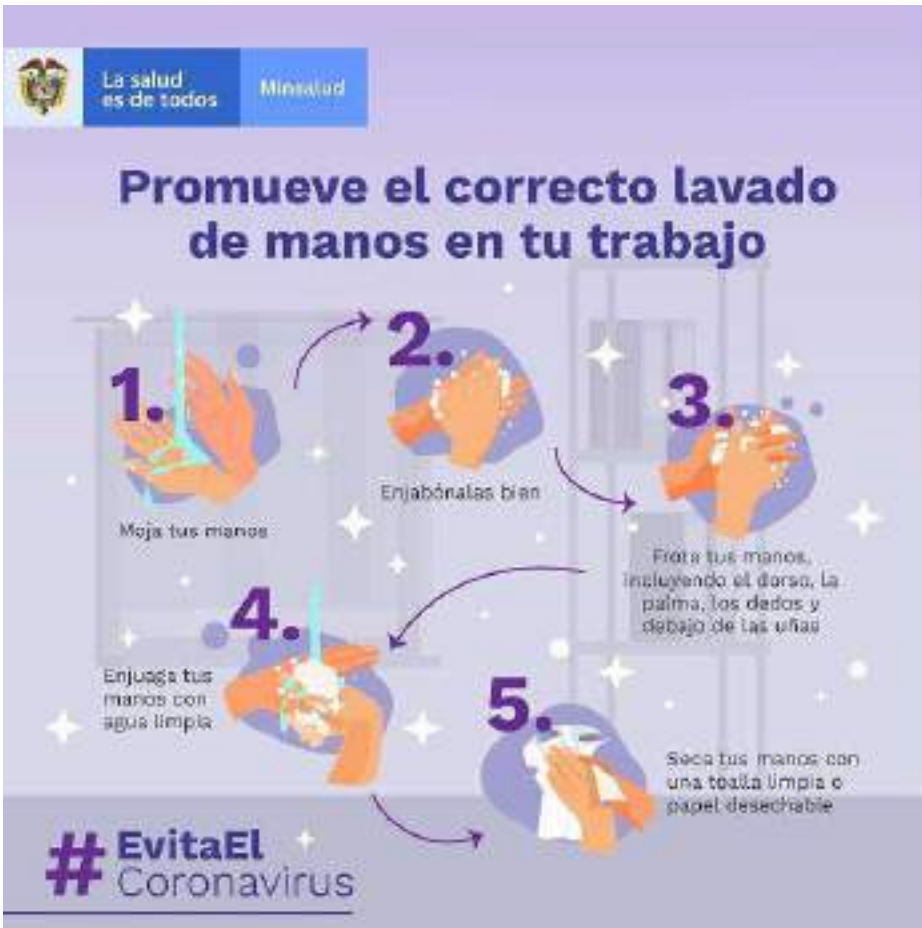 La salud
es de todos
Minsalud
Promueve el correcto lavado
de manos en tu trabajo
1.
Moja tus manos
2.
Enjabónalas bien
3.
Frota tus manos,
incluyendo el dorso, la
palma, los dedos y
debajo de las uñas
4.
Enjuaga tus
manos con
agua limpia
5.
Seca tus manos con
una toalla limpia o
papel desechable
# EvitaEl
Coronavirus